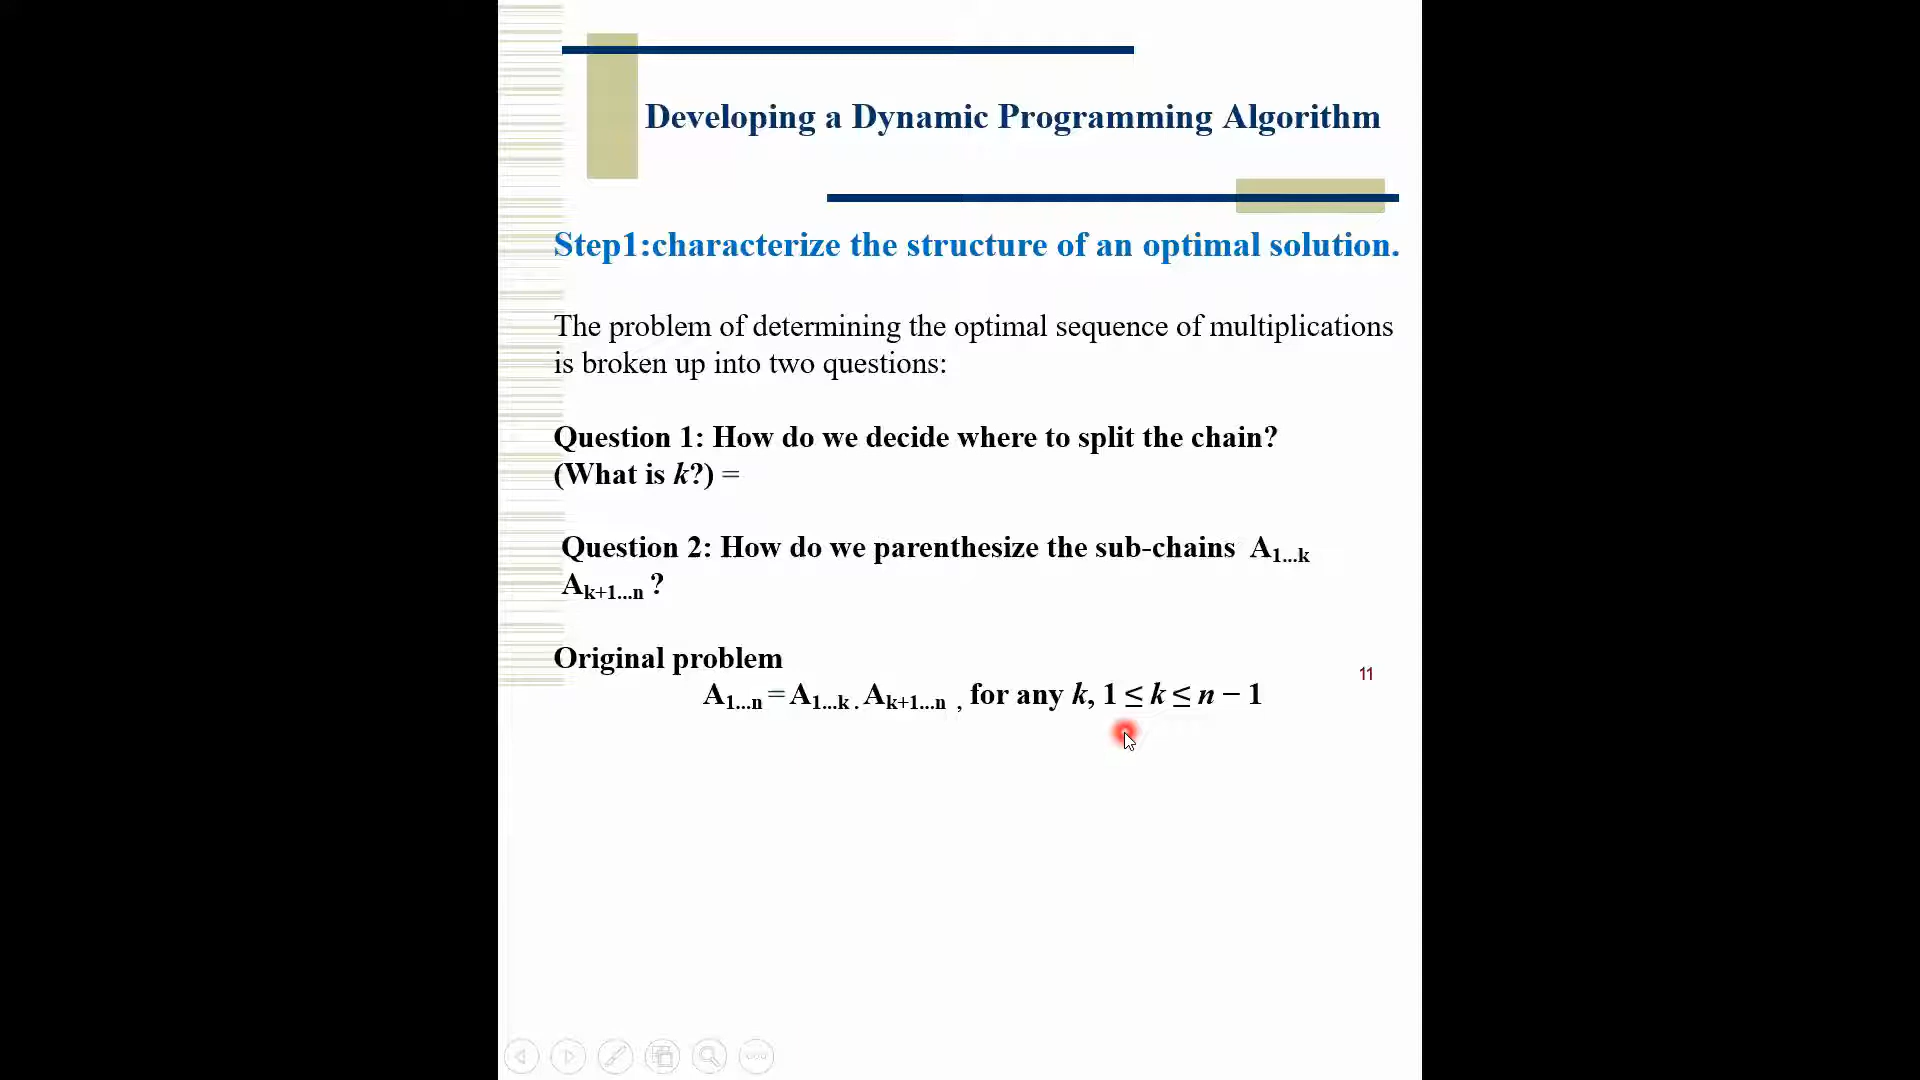 Developing a Dynamic Programming Algorithm
Step1:characterize the structure of an optimal solution.
The problem of determining the optimal sequence of multiplications
is broken up into two questions:
Question 1: How do we decide where to split the chain?
(What is k?) =
Question 2: How do we parenthesize the sub-chains A1...k
Ak+1...n ?
Original problem
11
A1...n = A1...k . Ak+1...n , for any k, 1 ≤ k ≤ n − 1